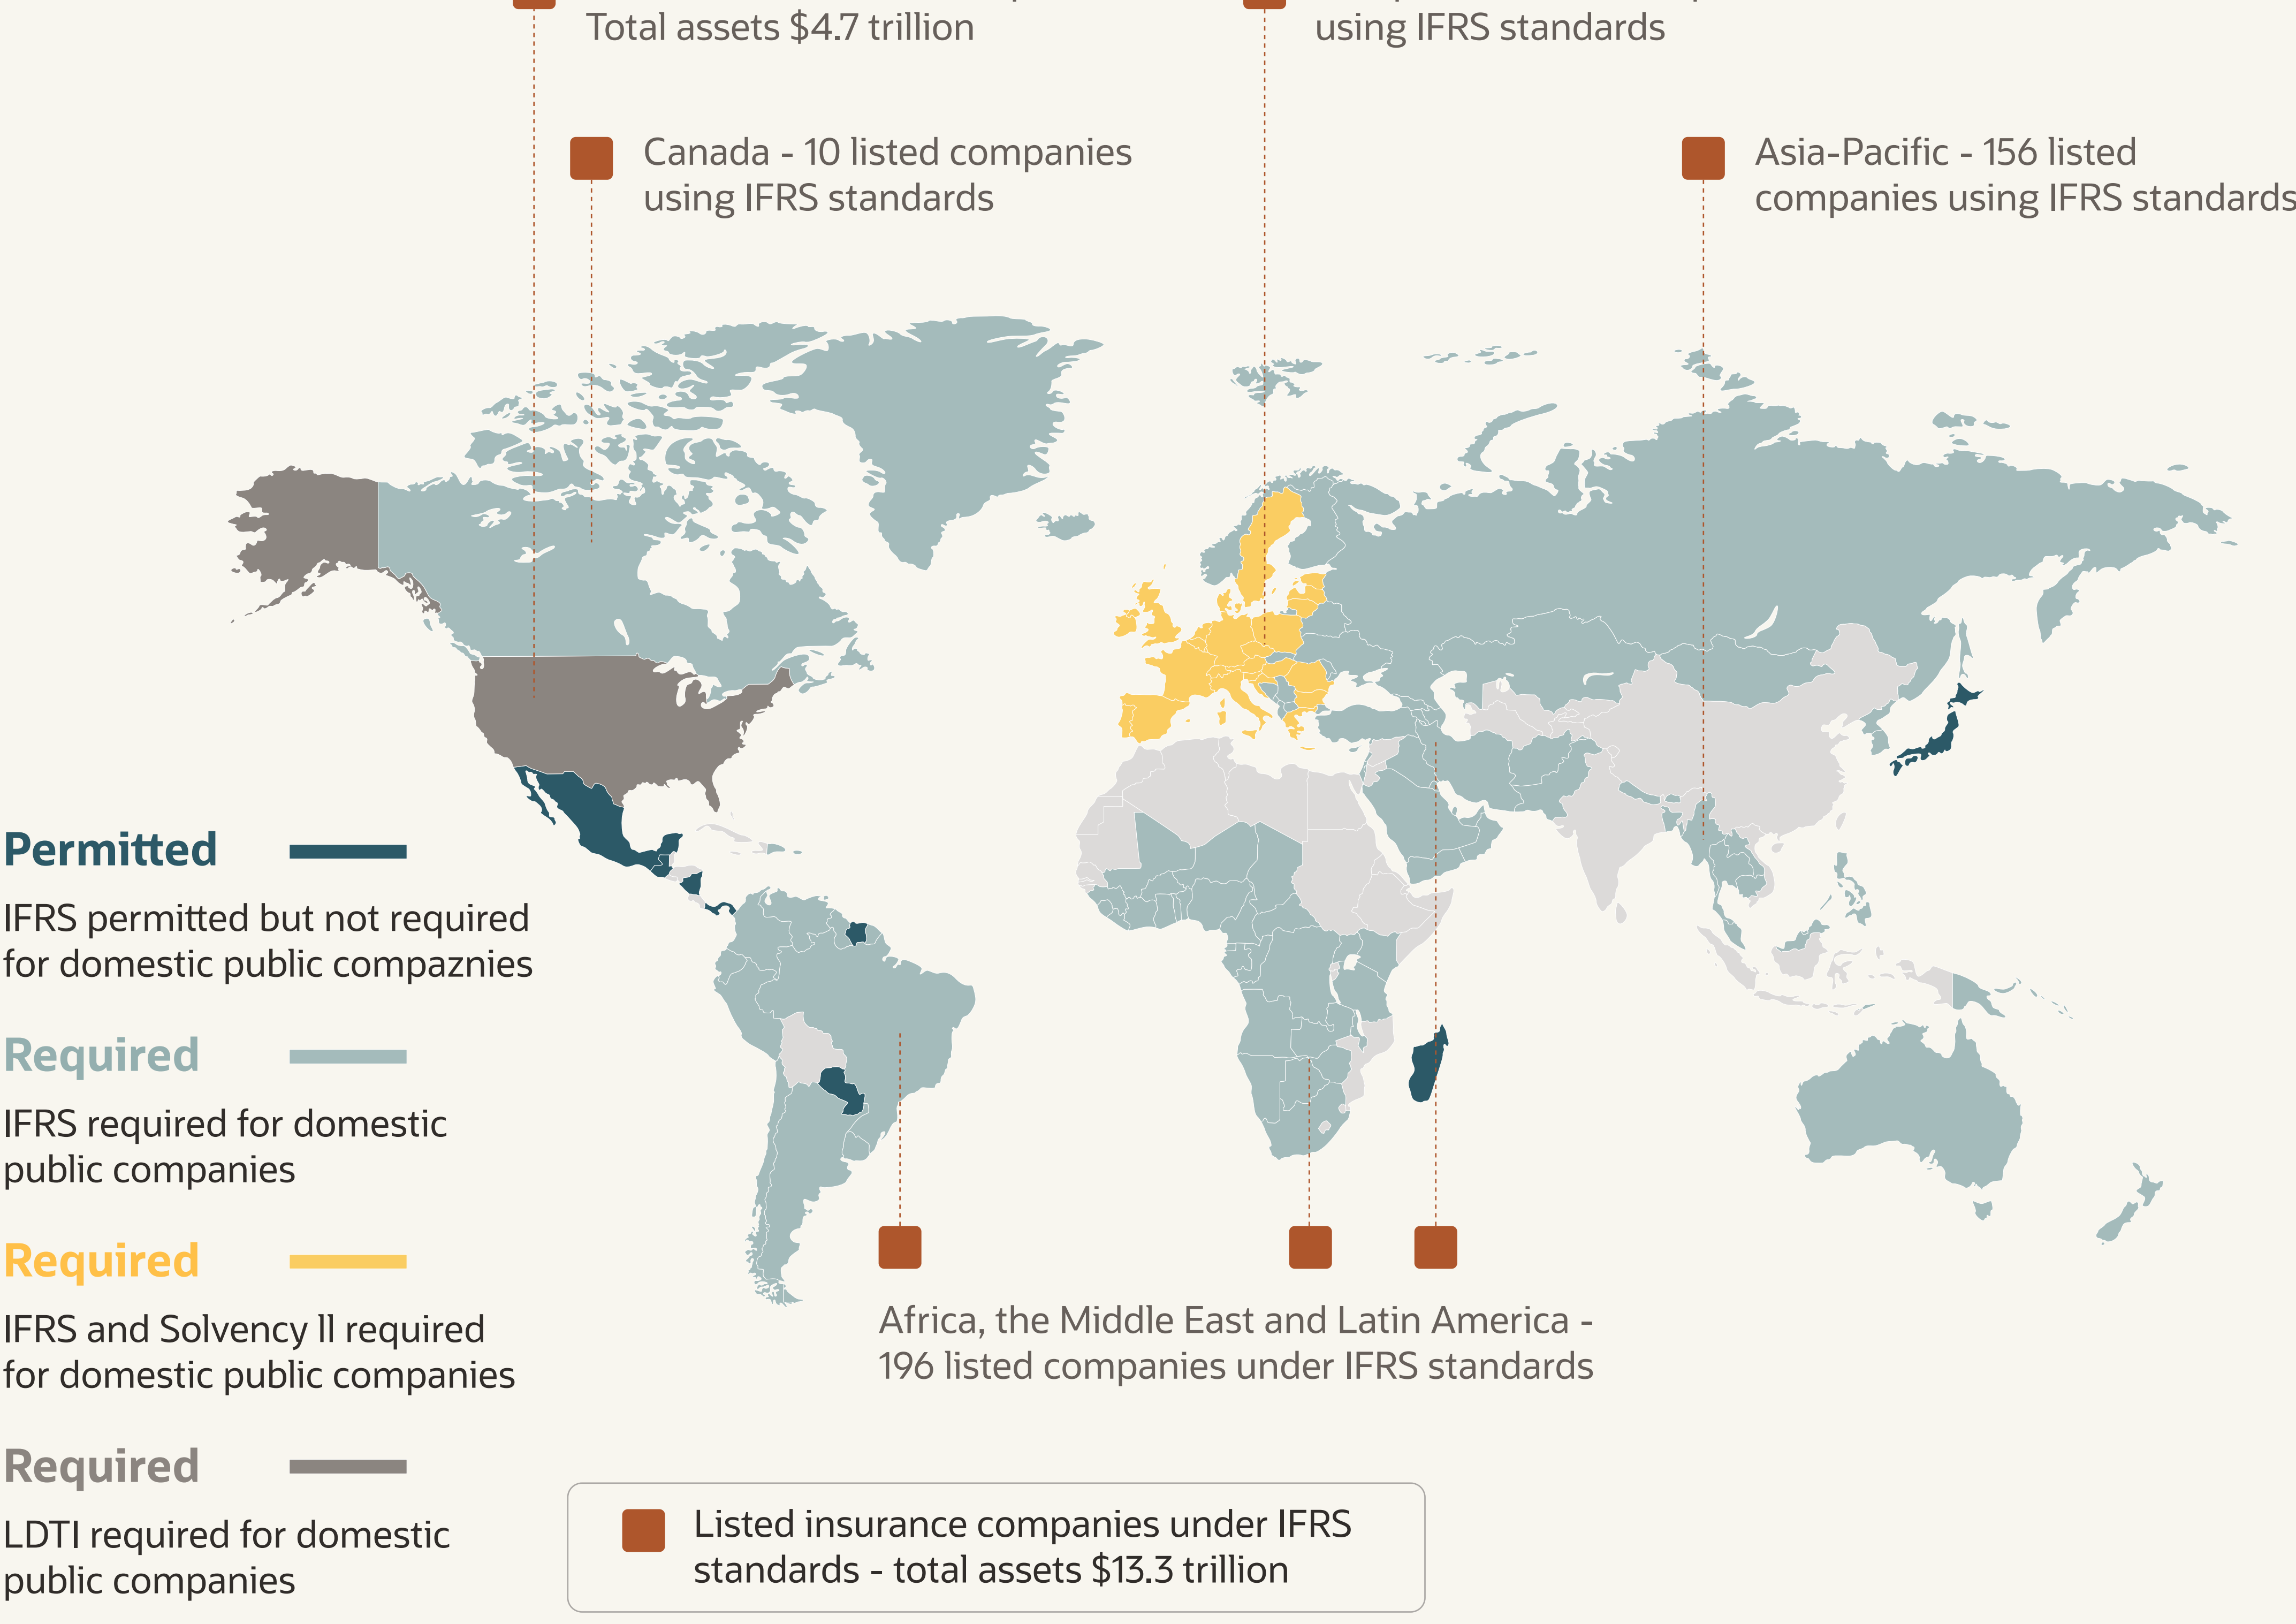 Total assets $4.7 trillion
using IFRS standards
Canada - 10 listed companies
using IFRS standards
Asia-Pacific - 156 listed
companies using IFRS standards
Permitted
IFRS permitted but not required
for domestic public compaznies
Required
IFRS required for domestic
public companies
Required
IFRS and Solvency ll required
for domestic public companies
Required
LDTI required for domestic
public companies
Africa, the Middle East and Latin America -
196 listed companies under IFRS standards
Listed insurance companies under IFRS
standards - total assets $13.3 trillion